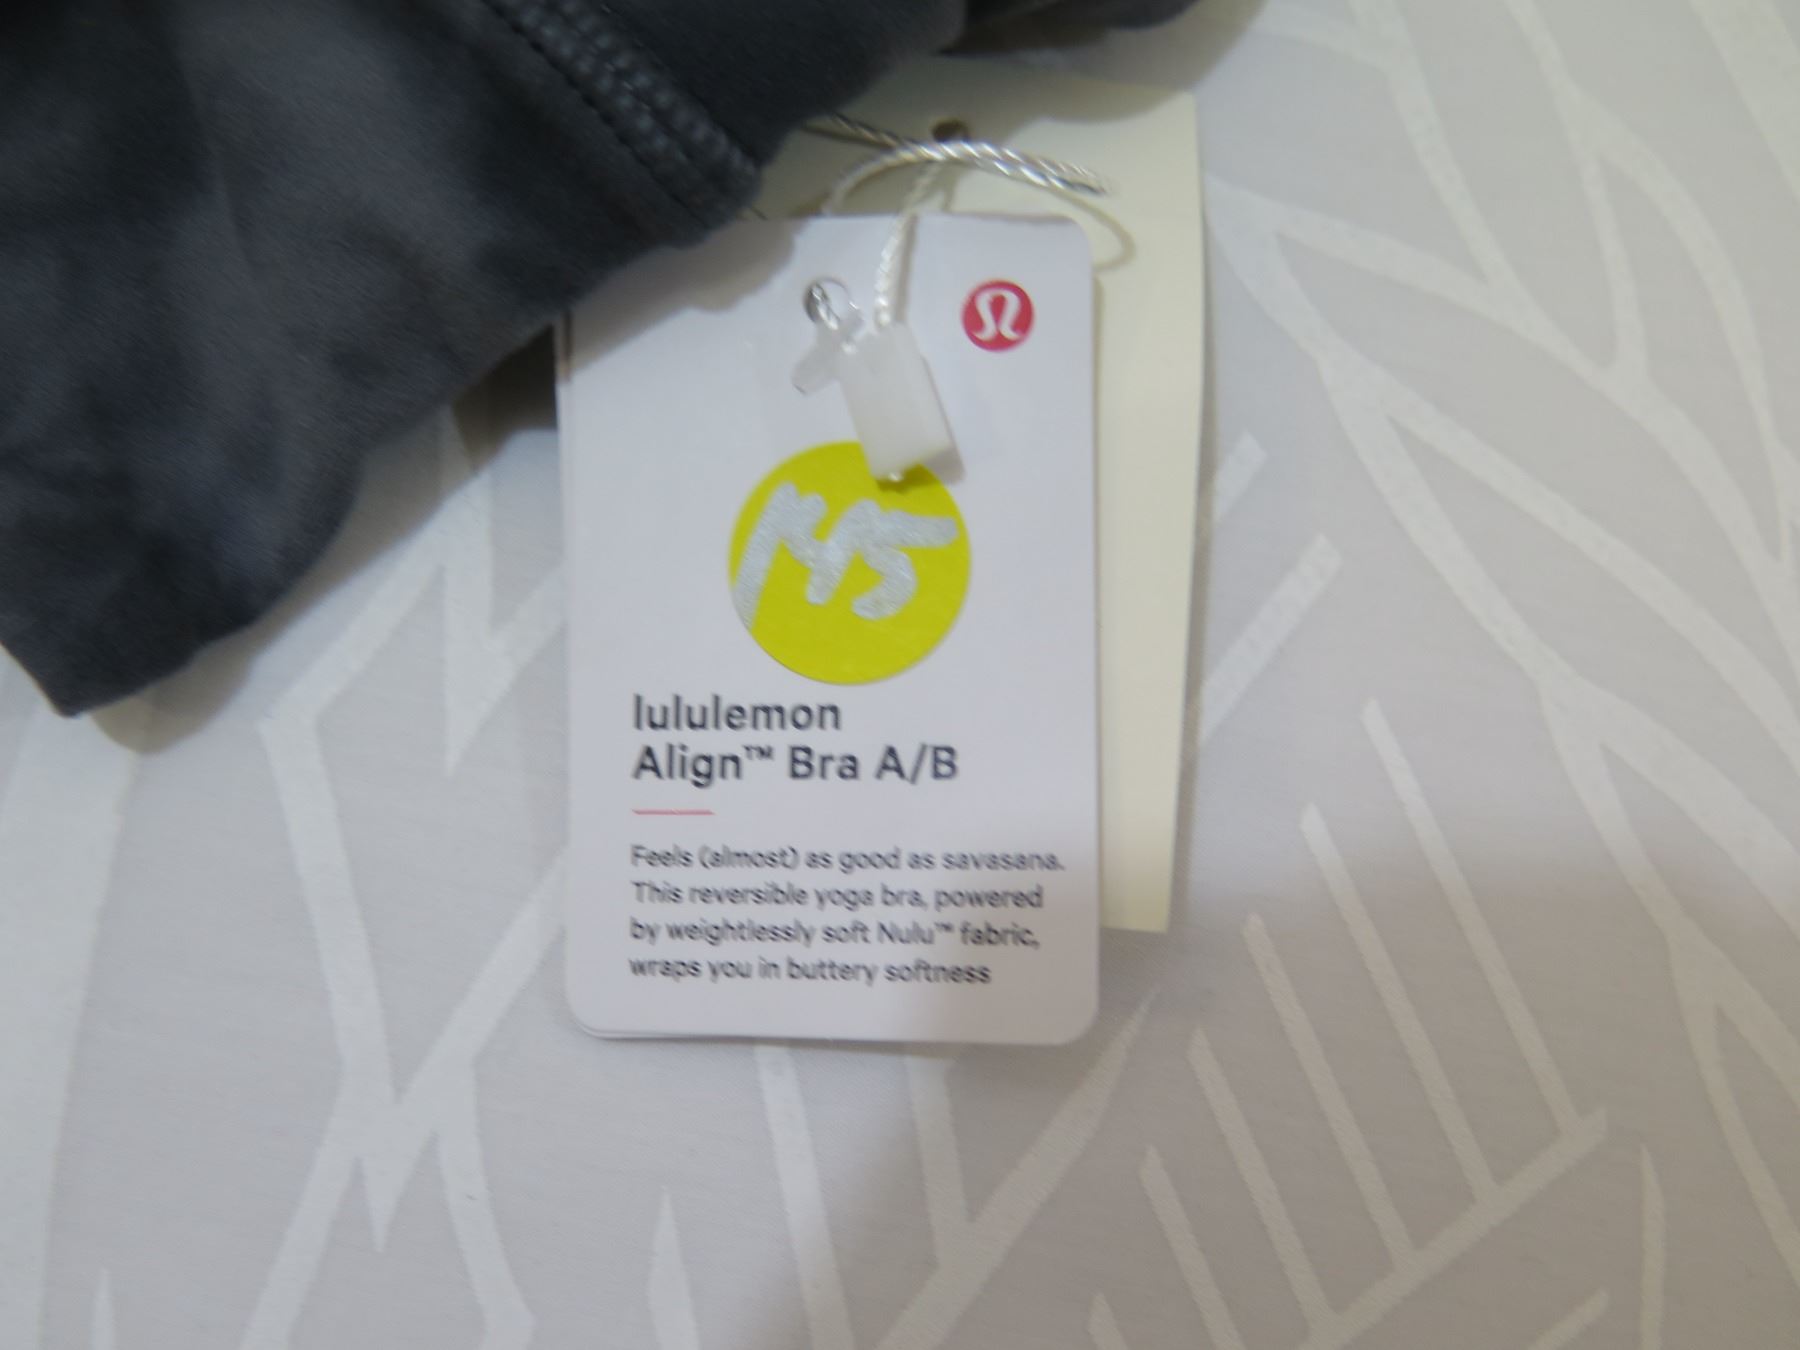 145
lululemon
Align™ Bra A/B
Feels (almost) as good as savasana.
This reversible yoga bra, powered
by weightlessly soft Nulu™ fabric,
wraps you in buttery softness